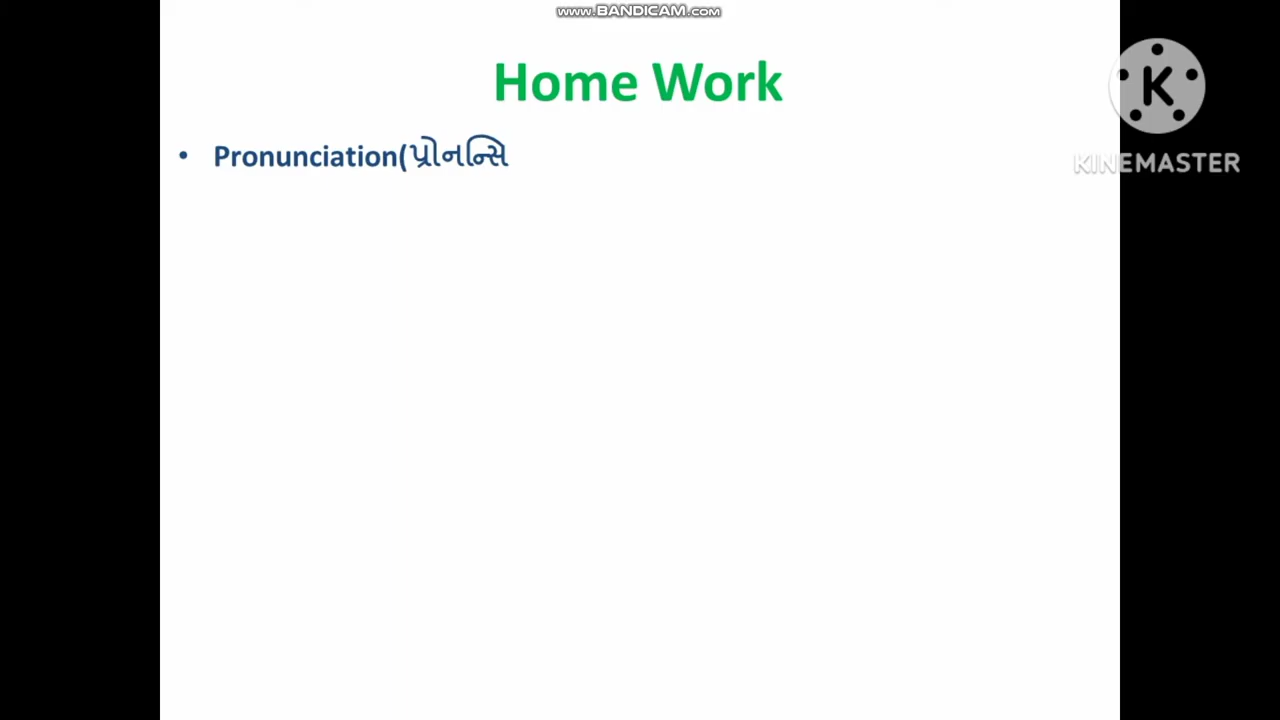 www.BANDICAM.com
Home Work
• Pronunciation(પ્રોનન્સિ
KINEMASTER